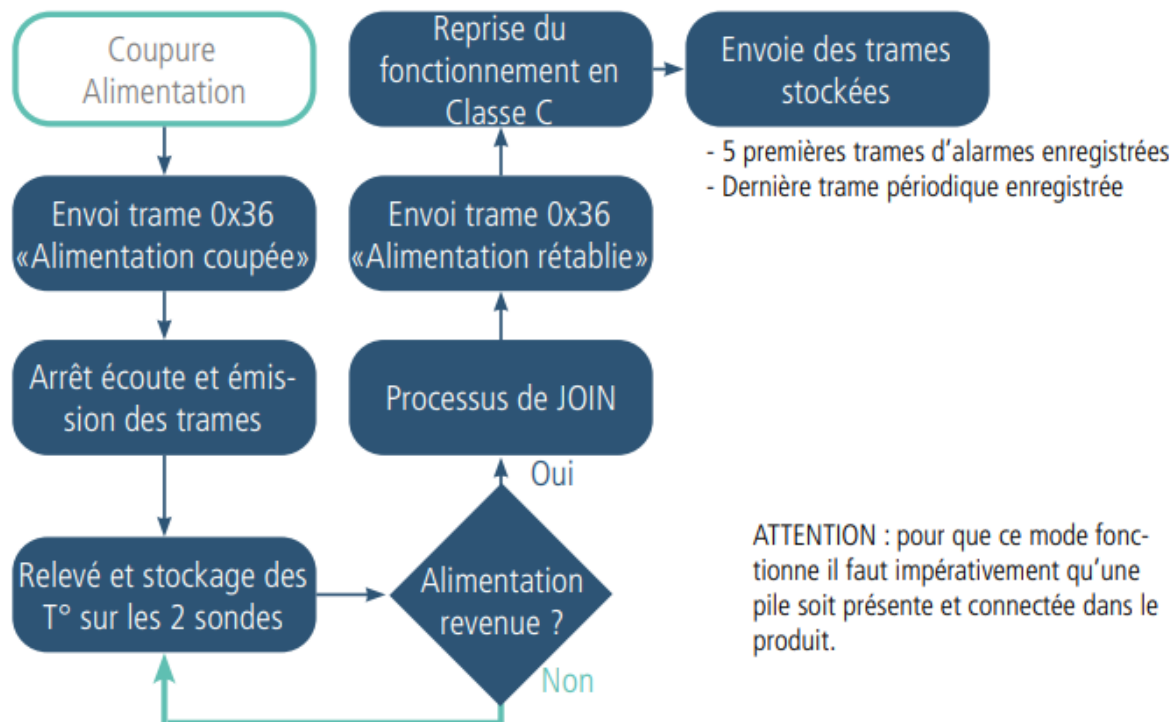 Coupure
Alimentation
Envoi trame 0x36
«Alimentation coupée»
Arrêt écoute et émis-
sion des trames
Relevé et stockage des
T° sur les 2 sondes
Alimentation
revenue ?
Non
Oui
Processus de JOIN
Envoi trame 0x36
«Alimentation rétablie»
Reprise du
fonctionnement en
Classe C
Envoie des trames
stockées
- 5 premières trames d’alarmes enregistrées
- Dernière trame périodique enregistrée
ATTENTION : pour que ce mode fonc-
tionne il faut impérativement qu’une
pile soit présente et connectée dans le
produit.